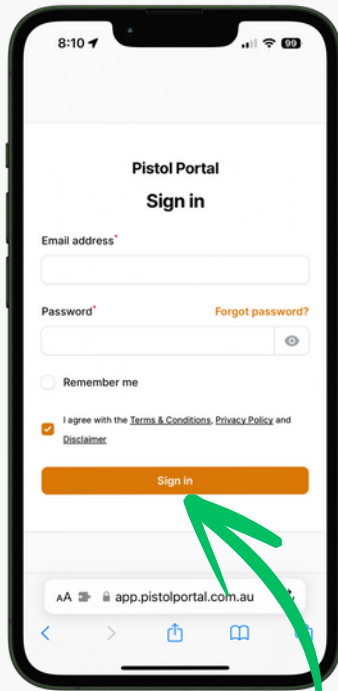 8:10
99
Pistol Portal
Sign in
Email address*
Password* Forgot password?
Remember me
I agree with the Terms & Conditions, Privacy Policy and
Disclaimer
Sign in
AA app.pistolportal.com.au